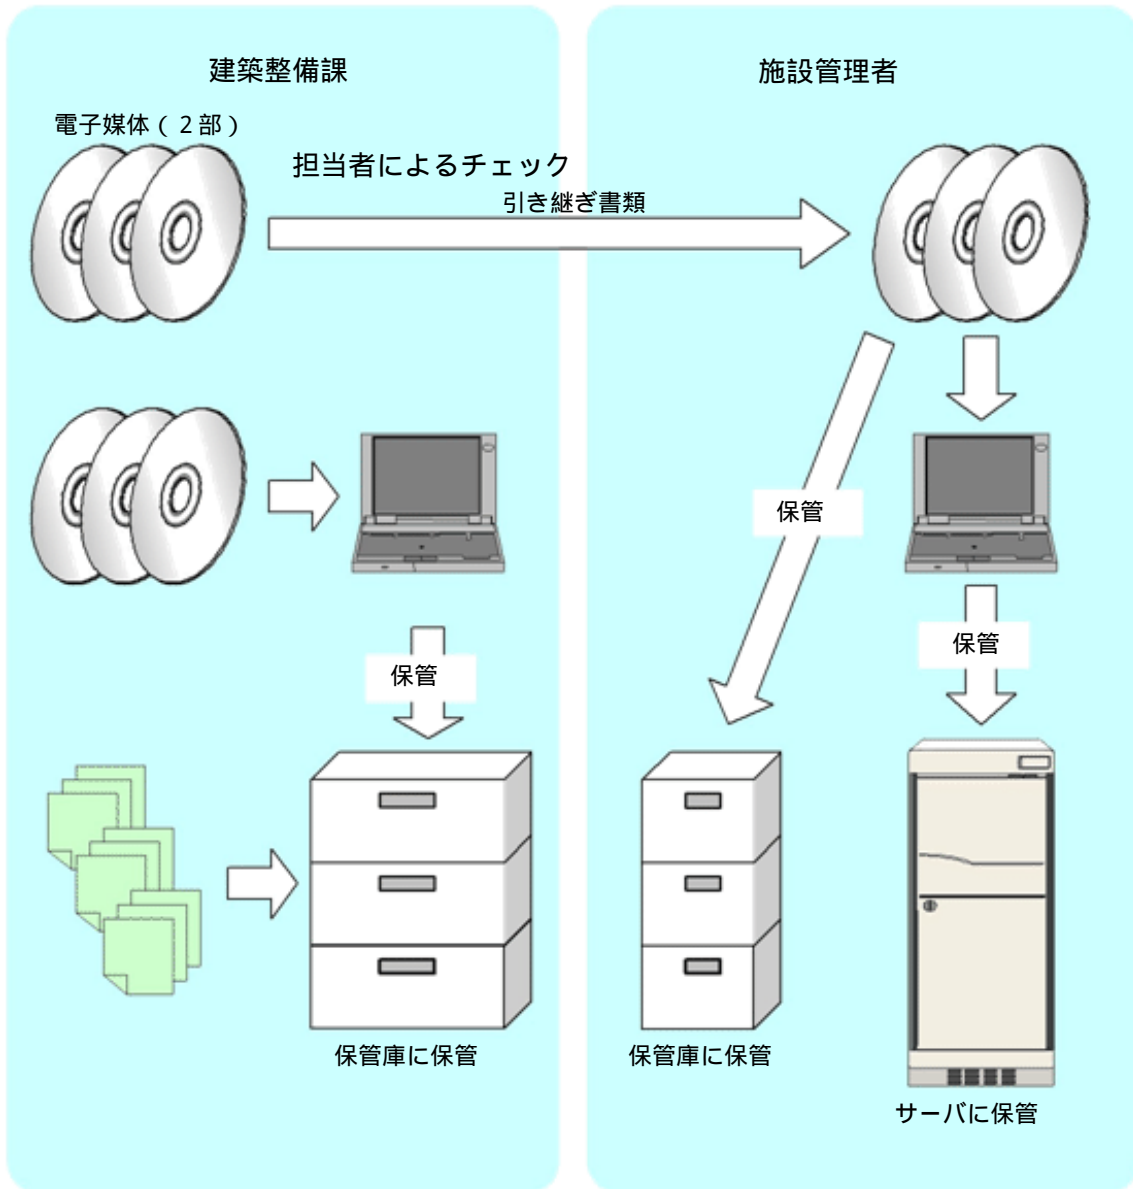 建築整備課
施設管理者
電子媒体（２部）
担当者によるチェック
引き継ぎ書類
保管
保管
保管
保管庫に保管
保管庫に保管
サーバに保管